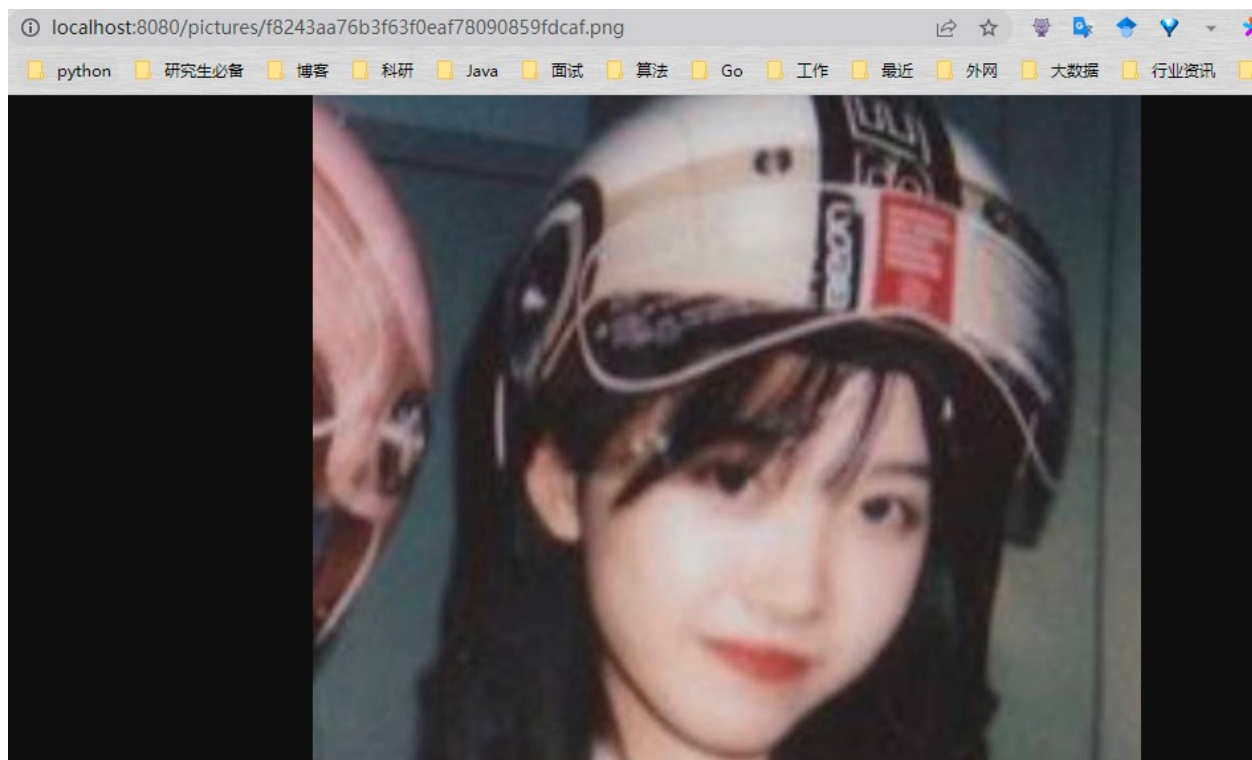 localhost:8080/pictures/f8243aa76b3f63f0eaf78090859fdcaf.png
python 研究生必备 博客 科研 Java 面试 算法 Go 工作 最近 外网 大数据 行业资讯